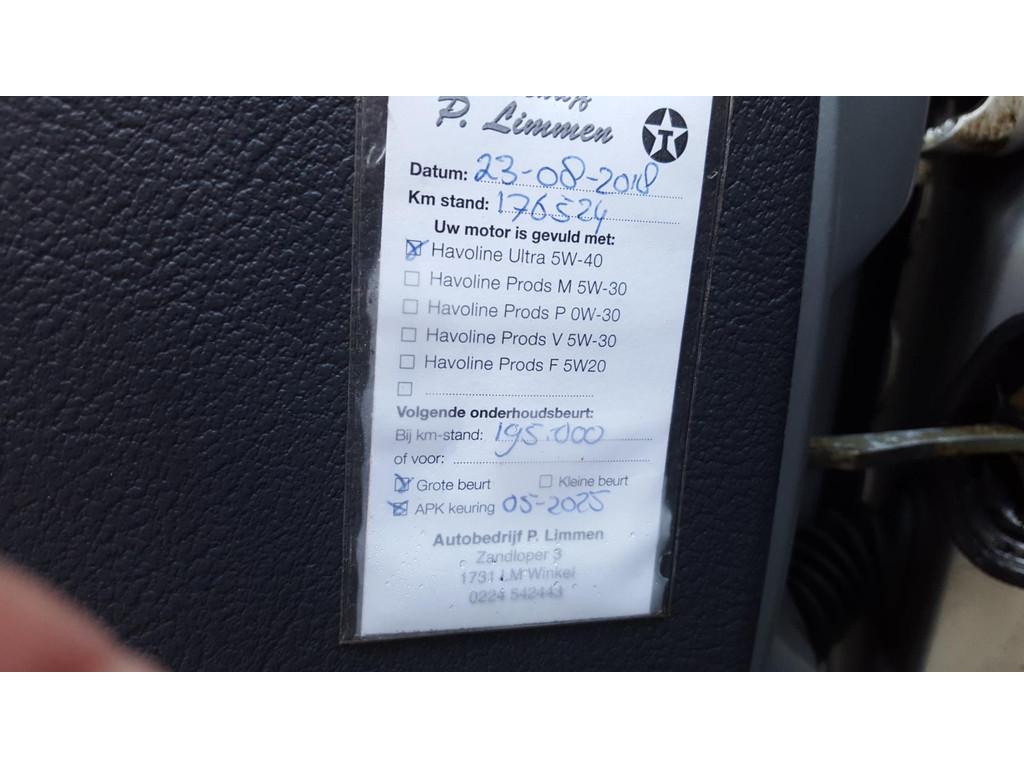 P. Limmen
T
Datum: 23-08-2018
Km stand: 176524
Uw motor is gevuld met:
Havoline Ultra 5W-40
Havoline Prods M 5W-30
Havoline Prods P 0W-30
Havoline Prods V 5W-30
Havoline Prods F 5W20
Volgende onderhoudsbeurt:
Bij km-stand: 195.000
of voor:
Grote beurt Kleine beurt
APK keuring 05-2025
Autobedrijf P. Limmen
Zandloper 3
1731 LM Winkel
0224 542443